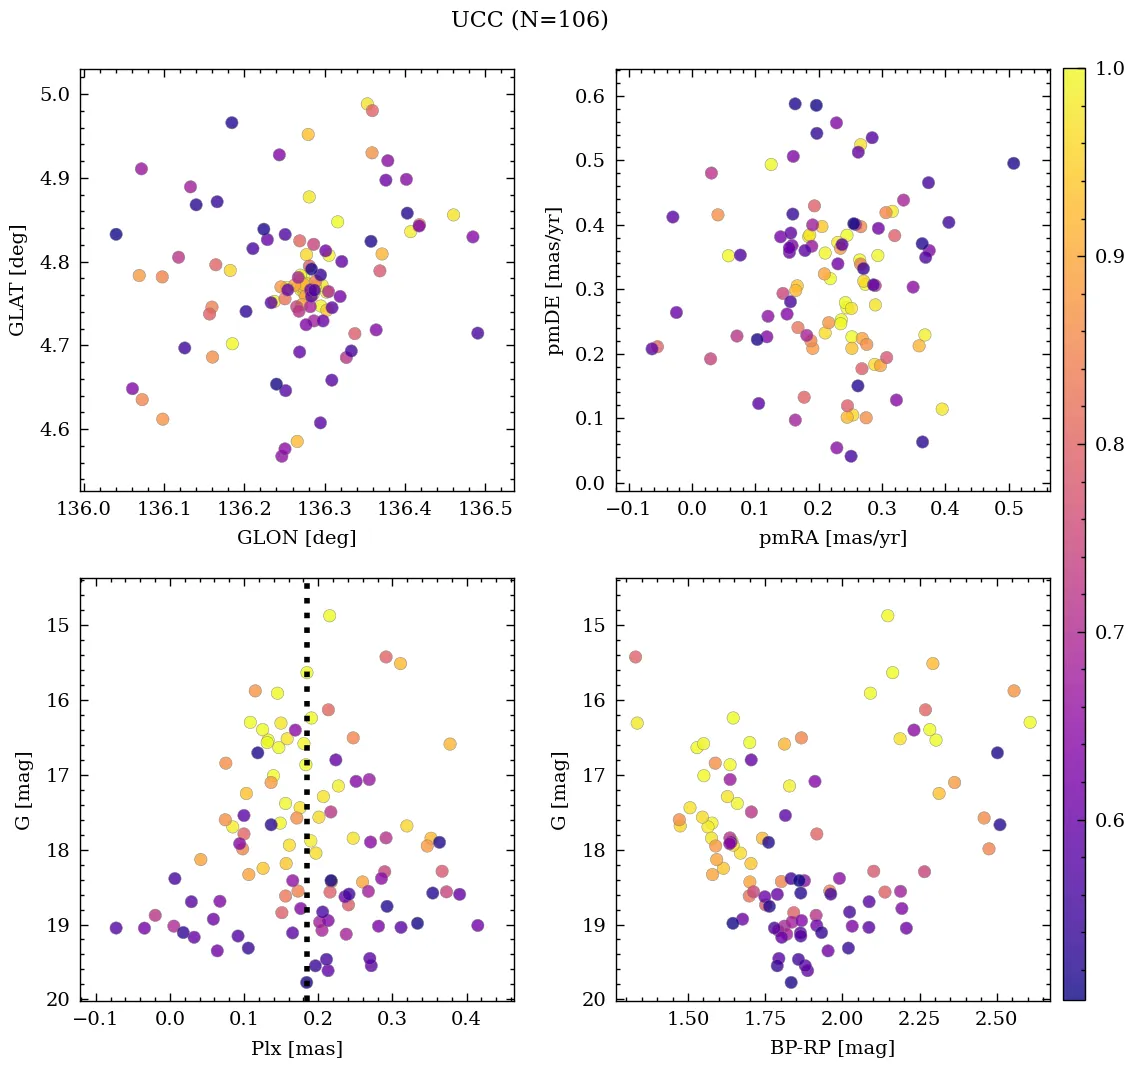 UCC (N=106)
5.0
4.9
4.8
4.7
4.6
GLAT [deg]
136.0 136.1 136.2 136.3 136.4 136.5
GLON [deg]
0.6
0.5
0.4
0.3
0.2
0.1
0.0
pmDE [mas/yr]
−0.1 0.0 0.1 0.2 0.3 0.4 0.5
pmRA [mas/yr]
1.0
0.9
0.8
0.7
0.6
15
16
17
18
19
20
G [mag]
−0.1 0.0 0.1 0.2 0.3 0.4
Plx [mas]
15
16
17
18
19
20
G [mag]
1.50 1.75 2.00 2.25 2.50
BP-RP [mag]